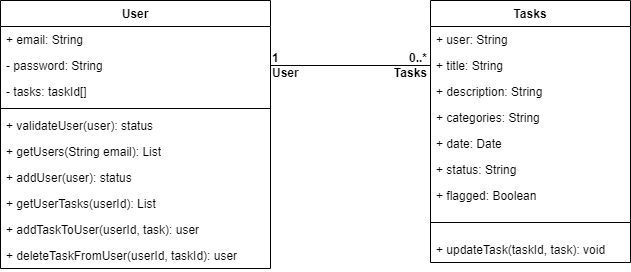 User
+ email: String
- password: String
- tasks: taskId[]
+ validateUser(user): status
+ getUsers(String email): List
+ addUser(user): status
+ getUserTasks(userId): List
+ addTaskToUser(userId, task): user
+ deleteTaskFromUser(userId, taskId): user
1
User
0..*
Tasks
Tasks
+ user: String
+ title: String
+ description: String
+ categories: String
+ date: Date
+ status: String
+ flagged: Boolean
+ updateTask(taskId, task): void